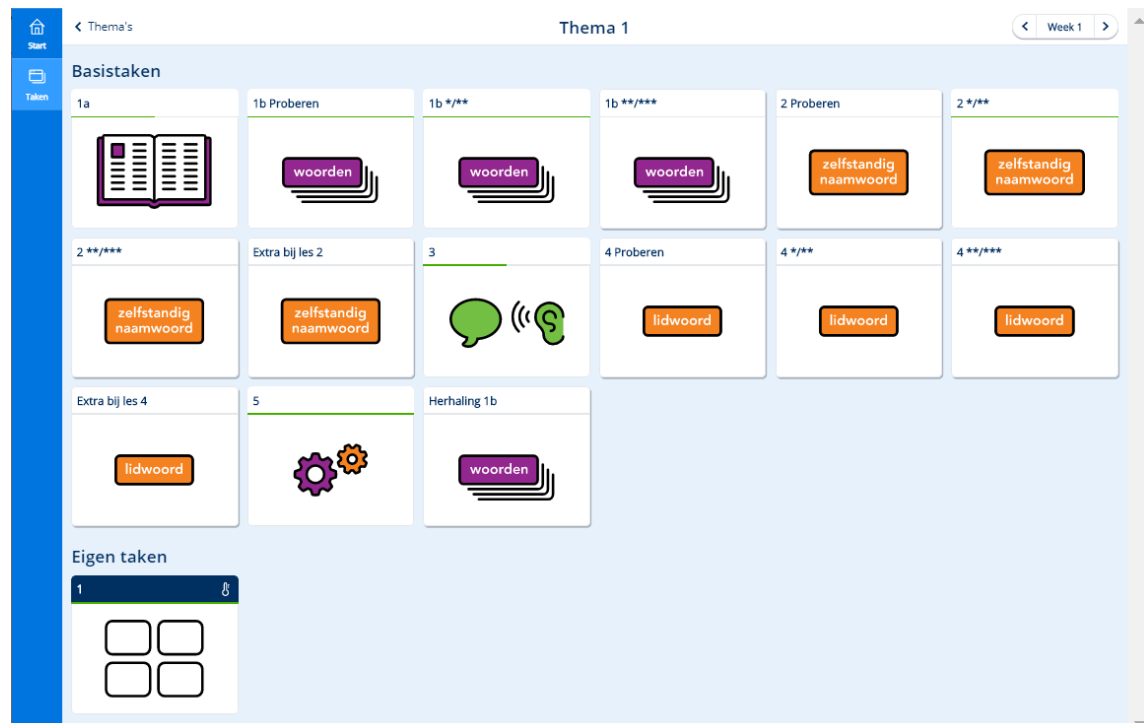 Start
Taken
Thema's
Thema 1
Week 1
Basistaken
1a
1b Proberen
woorden
1b */**
woorden
1b **/***
woorden
2 Proberen
zelfstandig
naamwoord
2 */**
zelfstandig
naamwoord
2 **/***
zelfstandig
naamwoord
Extra bij les 2
zelfstandig
naamwoord
3
4 Proberen
lidwoord
4 */**
lidwoord
4 **/***
lidwoord
Extra bij les 4
lidwoord
5
Herhaling 1b
woorden
Eigen taken
1